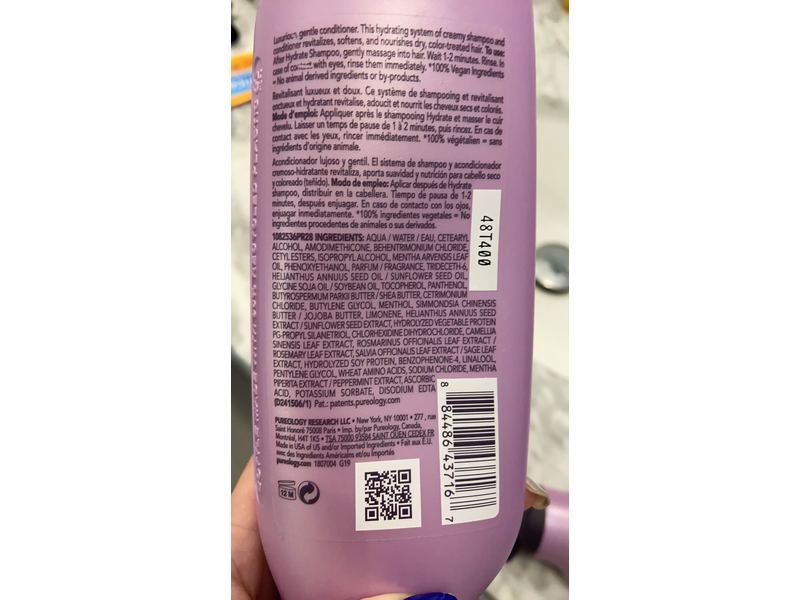 Luxurious, gentle conditioner. This hydrating system of creamy shampoo and
conditioner revitalizes, softens, and nourishes dry, color-treated hair. To use:
After Hydrate Shampoo, gently massage into hair. Wait 1-2 minutes. Rinse. In
case of contact with eyes, rinse them immediately. *100% Vegan Ingredients
= No animal derived ingredients or by-products.
Revitalisant luxueux et doux. Ce système de shampooing et revitalisant
onctueux et hydratant revitalise, adoucit et nourrit les cheveux secs et colorés.
Mode d'emploi: Appliquer après le shampooing Hydrate et masser le cuir
chevelu. Laisser un temps de pause de 1 à 2 minutes, puis rincez. En cas de
contact avec les yeux, rincer immédiatement. *100% végétalien = sans
ingrédients d'origine animale.
Acondicionador lujoso y gentil. El sistema de shampoo y acondicionador
cremoso-hidratante revitaliza, aporta suavidad y nutrición para cabello seco
y coloreado (teñido). Modo de empleo: Aplicar después de Hydrate
shampoo, distribuir en la cabellera. Tiempo de pausa de 1-2
minutos, después enjuagar. En caso de contacto con los ojos,
enjuagar inmediatamente. *100% ingredientes vegetales = No
ingredientes procedentes de animales o sus derivados.
1082536PR28 INGREDIENTS: AQUA / WATER / EAU, CETEARYL
ALCOHOL, AMODIMETHICONE, BEHENTRIMONIUM CHLORIDE,
CETYL ESTERS, ISOPROPYL ALCOHOL, MENTHA ARVENSIS LEAF
OIL, PHENOXYETHANOL, PARFUM / FRAGRANCE, TRIDECETH-6,
HELIANTHUS ANNUUS SEED OIL / SUNFLOWER SEED OIL,
GLYCINE SOJA OIL / SOYBEAN OIL, TOCOPHEROL, PANTHENOL,
BUTYROSPERMUM PARKII BUTTER / SHEA BUTTER, CETRIMONIUM
CHLORIDE, BUTYLENE GLYCOL, MENTHOL, SIMMONDSIA CHINENSIS
BUTTER / JOJOBA BUTTER, LIMONENE, HELIANTHUS ANNUUS SEED
EXTRACT / SUNFLOWER SEED EXTRACT, HYDROLYZED VEGETABLE PROTEIN
PG-PROPYL SILANETRIOL, CHLORHEXIDINE DIHYDROCHLORIDE, CAMELLIA
SINENSIS LEAF EXTRACT, ROSMARINUS OFFICINALIS LEAF EXTRACT /
ROSEMARY LEAF EXTRACT, SALVIA OFFICINALIS LEAF EXTRACT / SAGE LEAF
EXTRACT, HYDROLYZED SOY PROTEIN, BENZOPHENONE-4, LINALOOL,
PENTYLENE GLYCOL, WHEAT AMINO ACIDS, SODIUM CHLORIDE, MENTHA
PIPERITA EXTRACT / PEPPERMINT EXTRACT, ASCORBIC
ACID, POTASSIUM SORBATE, DISODIUM EDTA
(D241506/1) Pat.: patents.pureology.com
48T400
PUREOLOGY RESEARCH LLC • New York, NY 10001 • 277, rue
Saint Honoré 75008 Paris • Imp. by/par Pureology, Canada,
Montréal, H4T 1K5 • TSA 75000 93584 SAINT OUEN CEDEX FR
Made in USA of US and/or Imported Ingredients • Fait aux É.U.
avec des ingrédients Américains et/ou Importés
pureology.com 1807004 G19
12 M
8 84486 43716 7